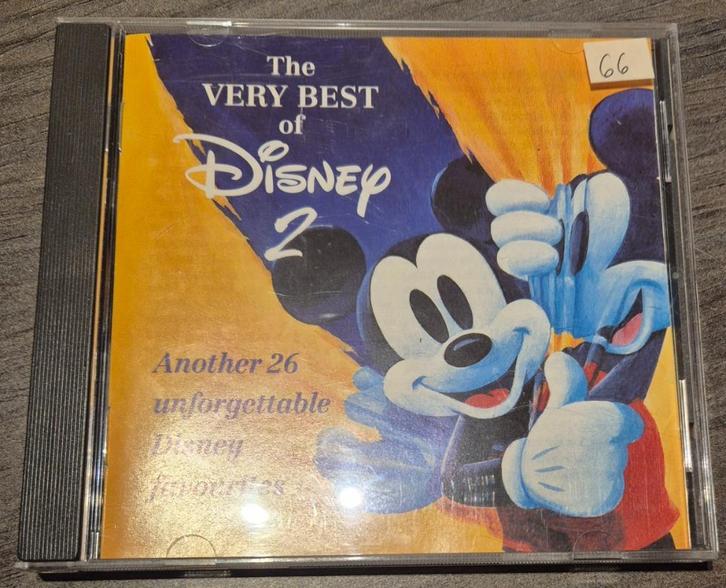 The
VERY BEST
of
Disney
2
66
Another 26
unforgettable
Disney
favourites